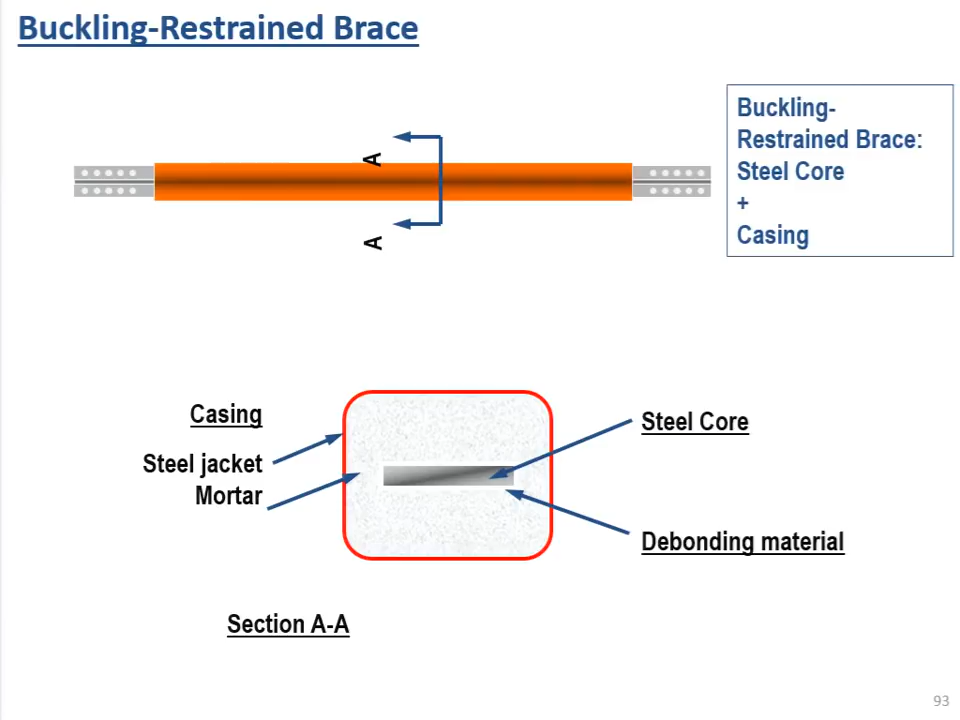 Buckling-Restrained Brace
A
A
Buckling-
Restrained Brace:
Steel Core
+
Casing
Casing
Steel jacket
Mortar
Steel Core
Debonding material
Section A-A
93